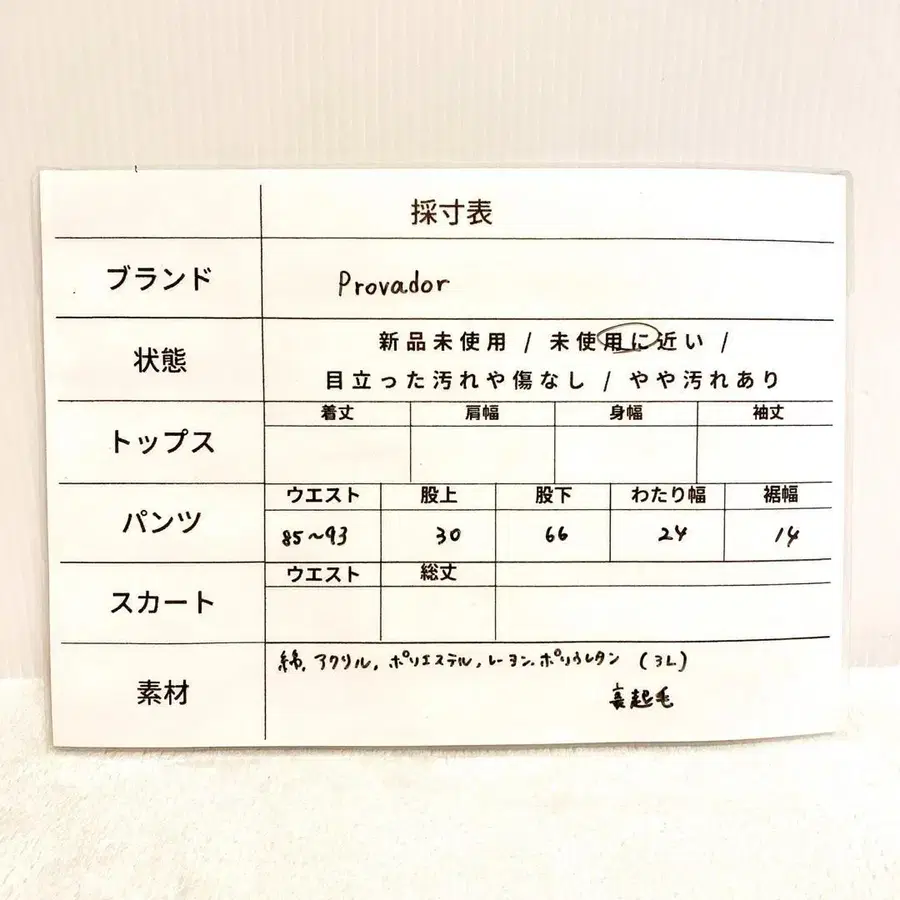 採寸表
ブランド
Provador
状態
新品未使用 / 未使用に近い /
目立った汚れや傷なし / やや汚れあり
トップス
着丈 肩幅 身幅 袖丈
パンツ
ウエスト 股上 股下 わたり幅 裾幅
85~93 30 66 24 14
スカート
ウエスト 総丈
素材
綿, アクリル, ポリエステル, レーヨン, ポリウレタン (3L)
裏起毛